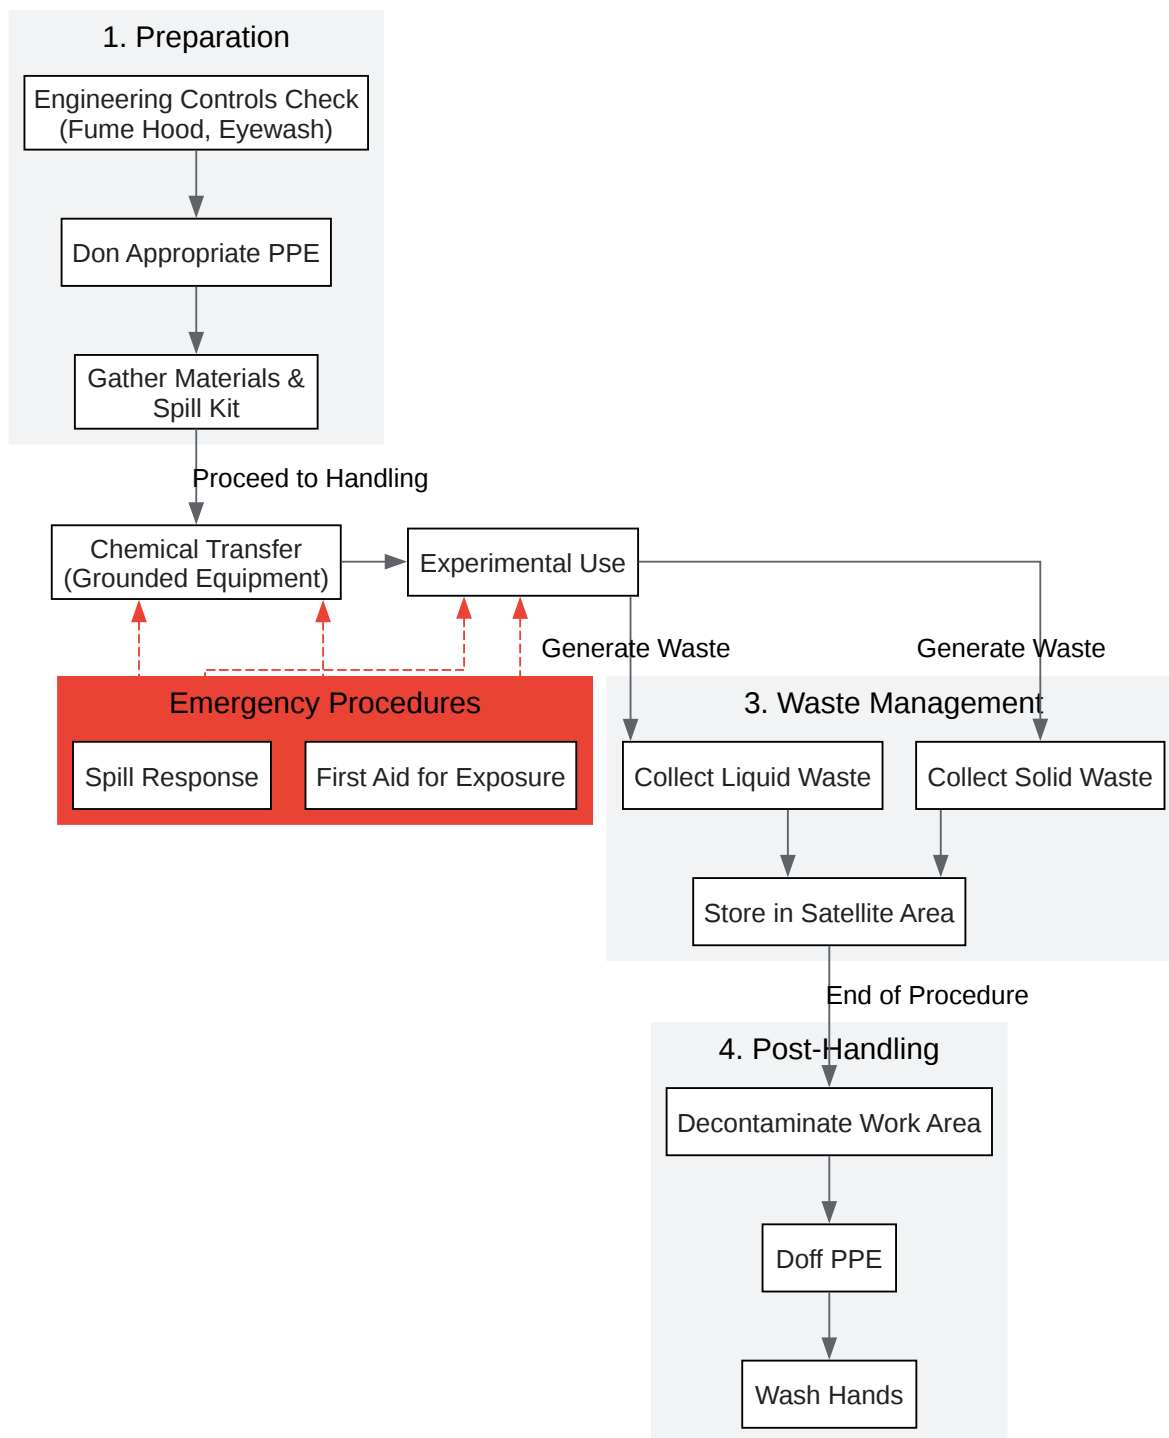 1. Preparation
Engineering Controls Check
(Fume Hood, Eyewash)
Don Appropriate PPE
Gather Materials &
Spill Kit
Proceed to Handling
Chemical Transfer
(Grounded Equipment)
Experimental Use
Generate Waste
Generate Waste
Emergency Procedures
Spill Response
First Aid for Exposure
3. Waste Management
Collect Liquid Waste
Collect Solid Waste
Store in Satellite Area
End of Procedure
4. Post-Handling
Decontaminate Work Area
Doff PPE
Wash Hands